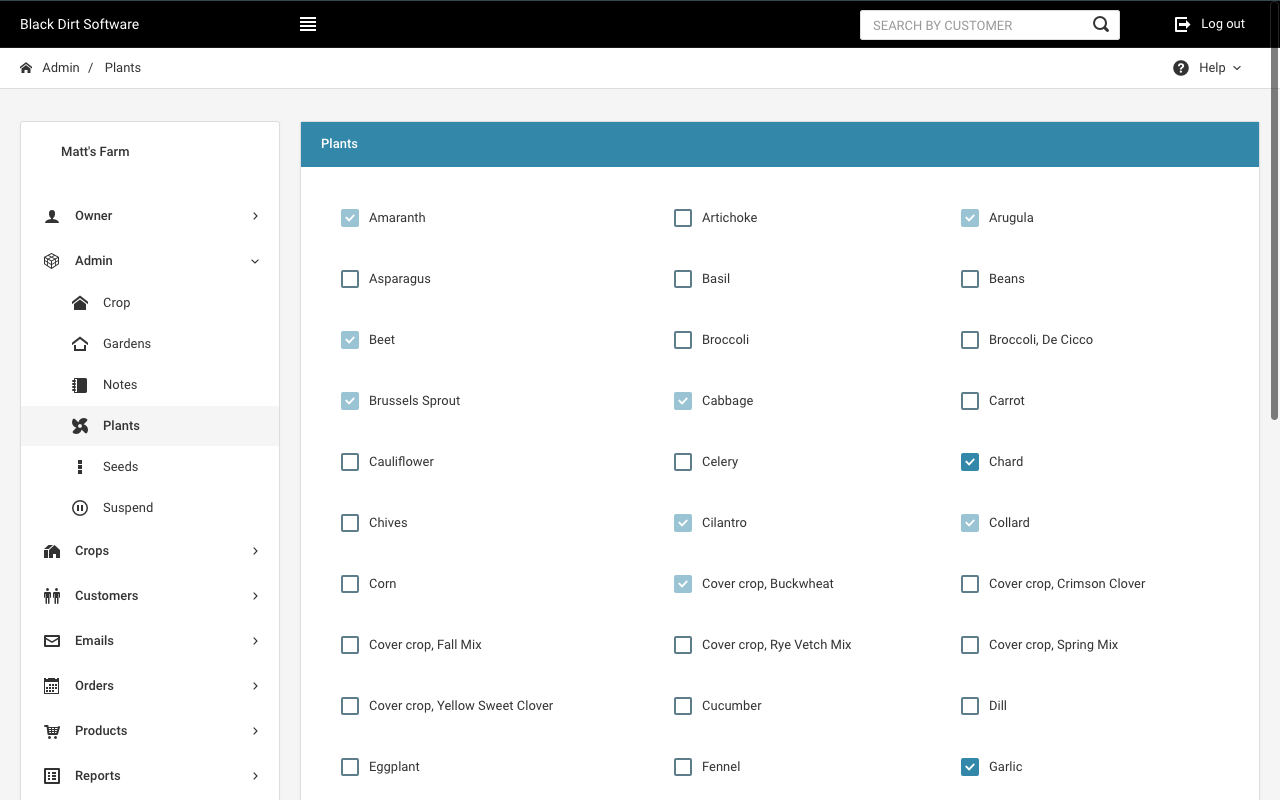 Black Dirt Software
SEARCH BY CUSTOMER
Log out
Admin / Plants
Help
Matt's Farm
Owner
Admin
Crop
Gardens
Notes
Plants
Seeds
Suspend
Crops
Customers
Emails
Orders
Products
Reports
Plants
Amaranth
Artichoke
Arugula
Asparagus
Basil
Beans
Beet
Broccoli
Broccoli, De Cicco
Brussels Sprout
Cabbage
Carrot
Cauliflower
Celery
Chard
Chives
Cilantro
Collard
Corn
Cover crop, Buckwheat
Cover crop, Crimson Clover
Cover crop, Fall Mix
Cover crop, Rye Vetch Mix
Cover crop, Spring Mix
Cover crop, Yellow Sweet Clover
Cucumber
Dill
Eggplant
Fennel
Garlic